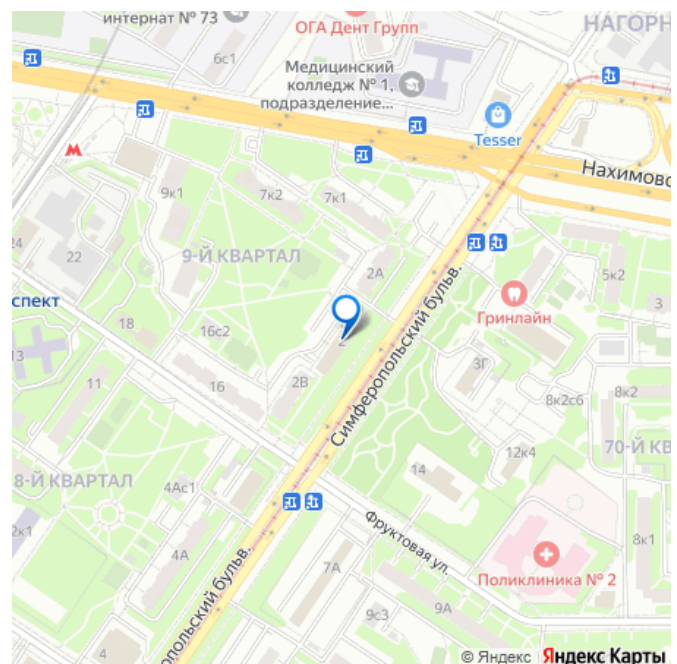 интернат № 73
ОГА Дент Групп
НАГОРН
6с1
Медицинский
колледж № 1,
подразделение...
Tesser
Нахимово
9к1
7к2
7к1
9-Й КВАРТАЛ
24
22
2А
5к2
3
спект
Гринлайн
18
16с2
2
13
3Г
11
16
2В
Симферопольский бульв.
8к2с6
8к2
12к4
70-Й КВ
8-Й КВАРТАЛ
4Ас1
14
2к1
Фруктовая ул.
8к1
4А
7А
Поликлиника № 2
опольский бульв.
9с3
9А
4
© Яндекс Яндекс Карты